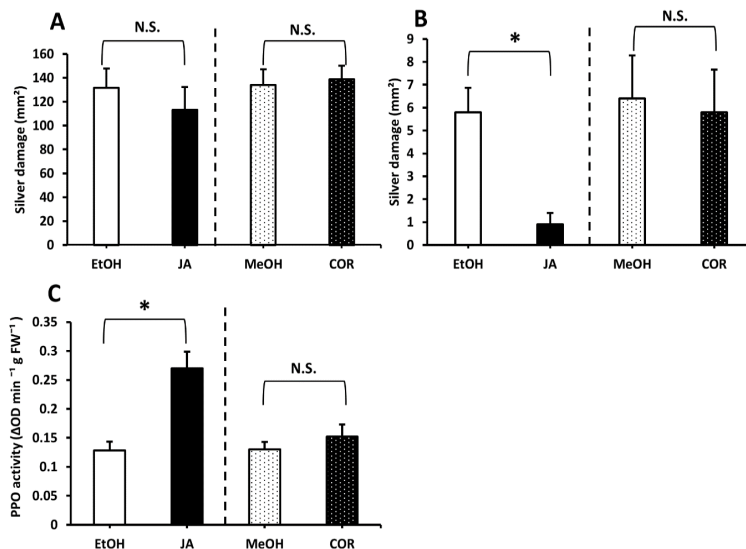 A
N.S.
N.S.
Silver damage (mm²)
160
140
120
100
80
60
40
20
0
EtOH JA MeOH COR
B
*
N.S.
Silver damage (mm²)
9
8
7
6
5
4
3
2
1
0
EtOH JA MeOH COR
C
*
N.S.
PPO activity (ΔOD min ⁻¹ g FW⁻¹ )
0.35
0.3
0.25
0.2
0.15
0.1
0.05
0
EtOH JA MeOH COR